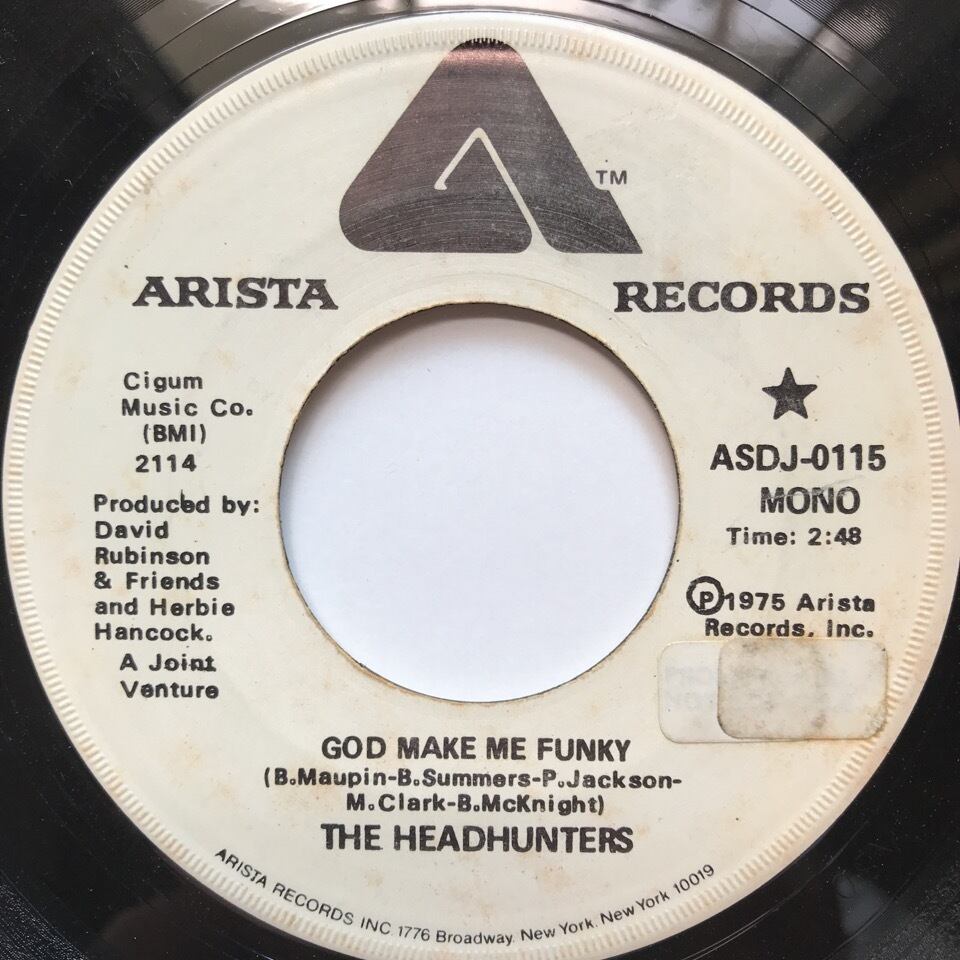 TM
ARISTA RECORDS
Cigum
Music Co.
(BMI)
2114
Produced by:
David
Rubinson
& Friends
and Herbie
Hancock.
A Joint
Venture
ASDJ-0115
MONO
Time: 2:48
Ⓟ1975 Arista
Records, Inc.
GOD MAKE ME FUNKY
(B.Maupin-B.Summers-P.Jackson-
M.Clark-B.McKnight)
THE HEADHUNTERS
ARISTA RECORDS INC. 1776 Broadway, New York, New York 10019